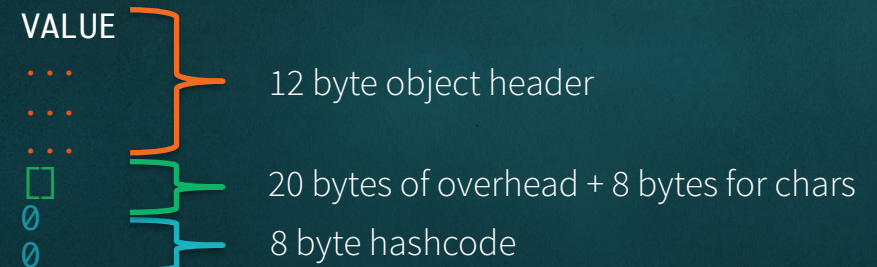 VALUE
...
12 byte object header
...
...
[]
20 bytes of overhead + 8 bytes for chars
0
8 byte hashcode
0